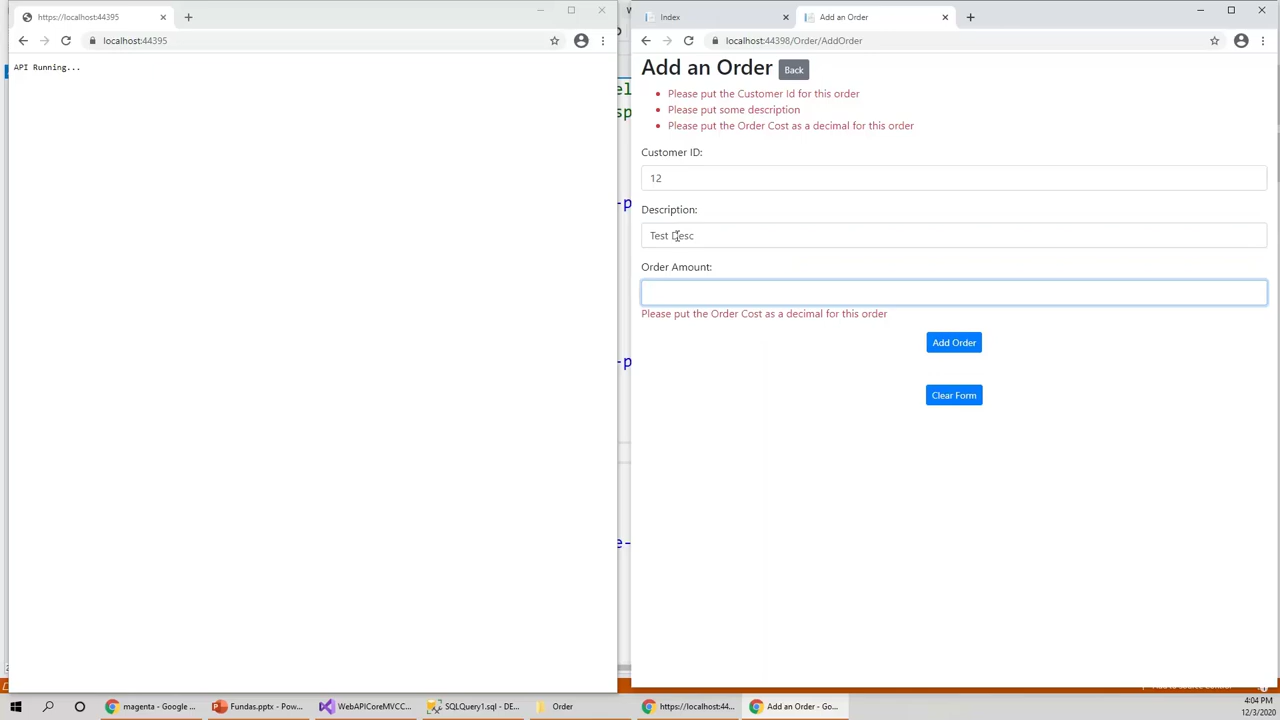 https://localhost:44395
localhost:44395
API Running...
el
sp
-p
-p
e-
Index
Add an Order
localhost:44398/Order/AddOrder
Add an Order Back
Please put the Customer Id for this order
Please put some description
Please put the Order Cost as a decimal for this order
Customer ID:
12
Description:
Test Desc
Order Amount:
Please put the Order Cost as a decimal for this order
Add Order
Clear Form
magenta - Google ...
Fundas.pptx - Pow...
WebAPICoreMVCC...
SQLQuery1.sql - DE...
Order
https://localhost:44...
Add an Order - Go...
4:04 PM
12/3/2020